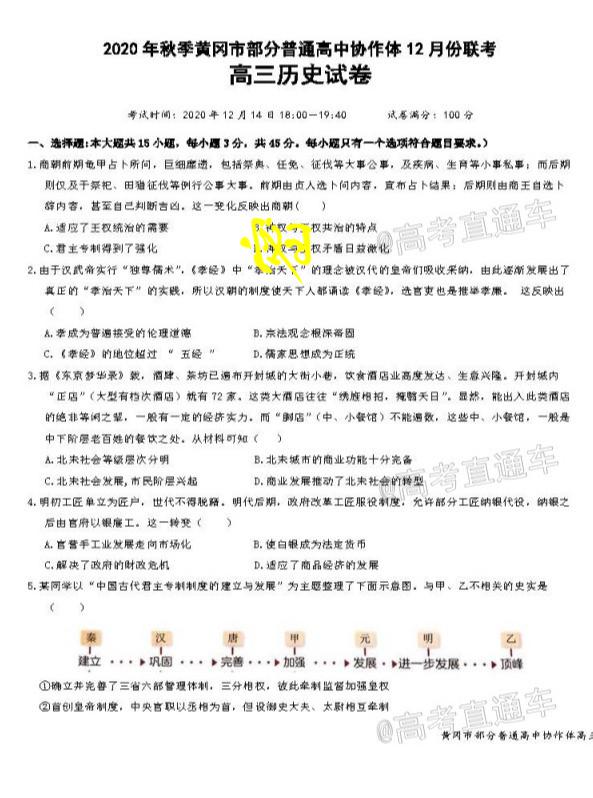 2020 年秋季黄冈市部分普通高中协作体 12 月份联考
高三历史试卷
考试时间：2020 年 12 月 14 日 18:00—19:40 试卷满分：100 分
一、选择题：本大题共 15 小题，每小题 3 分，共 45 分。每小题只有一个选项符合题目要求。）
1.商朝前期龟甲占卜所问，巨细靡遗，包括祭典、任免、征伐等大事公事，及疾病、生育等小事私事；而后期
则仅及于祭祀、田猎征伐等例行公事大事。前期由贞人选卜问内容，宣布占卜结果；后期则由商王自选卜
辞内容，甚至自己判断吉凶。这一变化反映出商朝（ ）
A.适应了王权统治的需要 B.神权与王权共治的特点
C.君主专制得到了强化 D.神权与王权矛盾日益激化
@高考直通车
2.由于汉武帝实行“独尊儒术”，《孝经》中“孝治天下”的理念被汉代的皇帝们吸收采纳，由此逐渐发展出了
真正的“孝治天下”的实践，所以汉朝的制度使天下人都诵读《孝经》，选官吏也是推举孝廉。 这反映出
（ ）
A.孝成为普遍接受的伦理道德 B.宗法观念根深蒂固
C.《孝经》的地位超过 “ 五经 ” D.儒家思想成为正统
3.据《东京梦华录》载，酒肆、茶坊已遍布开封城的大街小巷，饮食酒店业高度发达、生意兴隆。开封城内
“正店”（大型有档次酒店）就有 72 家。这类大酒店往往“绣旆相招，掩翳天日”。显然，能出入此类酒店
的绝非等闲之辈，一般有一定的经济实力。而“脚店”（中、小餐馆）不能遍数，这些中、小餐馆，一般是
中下阶层老百姓的餐饮之处。从材料可知（ ）
A.北宋社会等级层次分明 B.北宋城市的商业功能十分完备
C.北宋社会发展,市民阶层兴起 D.商业发展推动了北宋社会的转型
@高考直通车
4.明初工匠单立为匠户，世代不得脱籍。明代后期，政府改革工匠服役制度，允许部分工匠纳银代役，纳银之
后由官府以银雇工。这一转变（ ）
A.官营手工业发展走向市场化 B.使白银成为法定货币
C.解决了政府的财政危机 D.适应了商品经济的发展
5.某同学以“中国古代君主专制制度的建立与发展”为主题整理了下面示意图。与甲、乙不相关的史实是
（ ）
秦 汉 唐 甲 元 明 乙
建立 巩固 完善 加强 发展 进一步发展 顶峰
①确立并完善了三省六部管理体制，三分相权，彼此牵制监督加强皇权
②首创皇帝制度，中央官职以丞相为首，但设御史大夫、太尉相互牵制
@高考直通车
黄冈市部分普通高中协作体高三